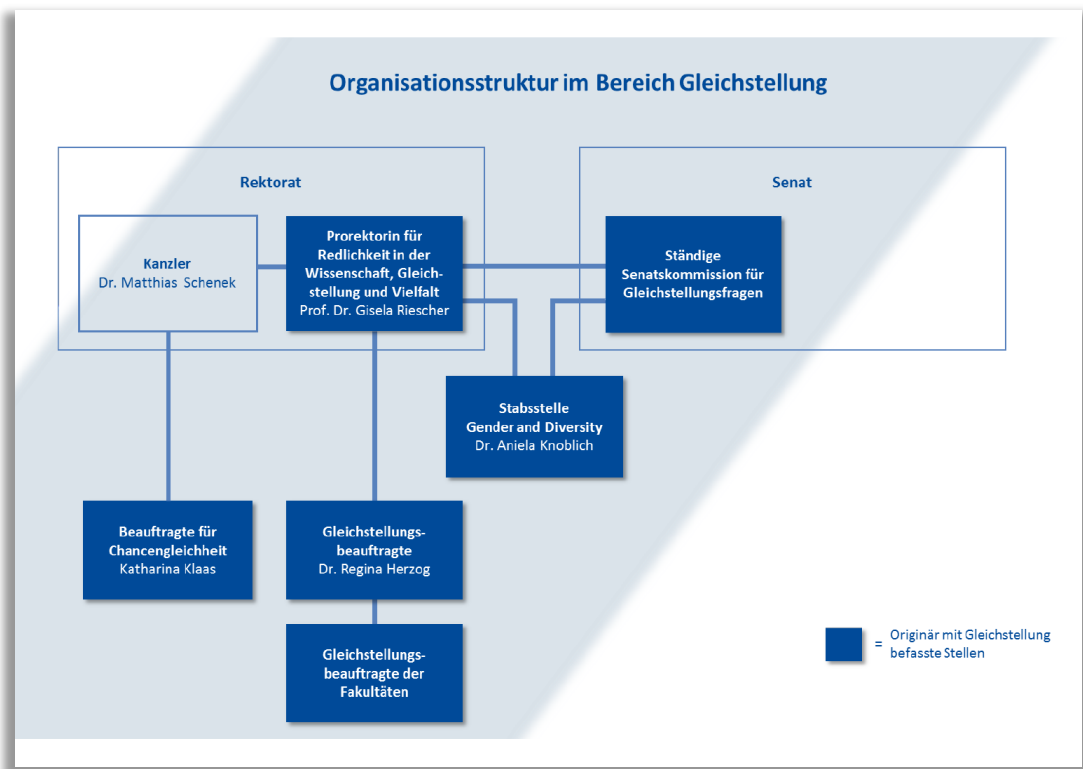 Organisationsstruktur im Bereich Gleichstellung
Rektorat
Senat
Kanzler
Dr. Matthias Schenek
Prorektorin für
Redlichkeit in der
Wissenschaft, Gleich-
stellung und Vielfalt
Prof. Dr. Gisela Riescher
Ständige
Senatskommission für
Gleichstellungsfragen
Stabsstelle
Gender and Diversity
Dr. Aniela Knoblich
Beauftragte für
Chancengleichheit
Katharina Klaas
Gleichstellungs-
beauftragte
Dr. Regina Herzog
Gleichstellungs-
beauftragte der
Fakultäten
= Originär mit Gleichstellung
befasste Stellen